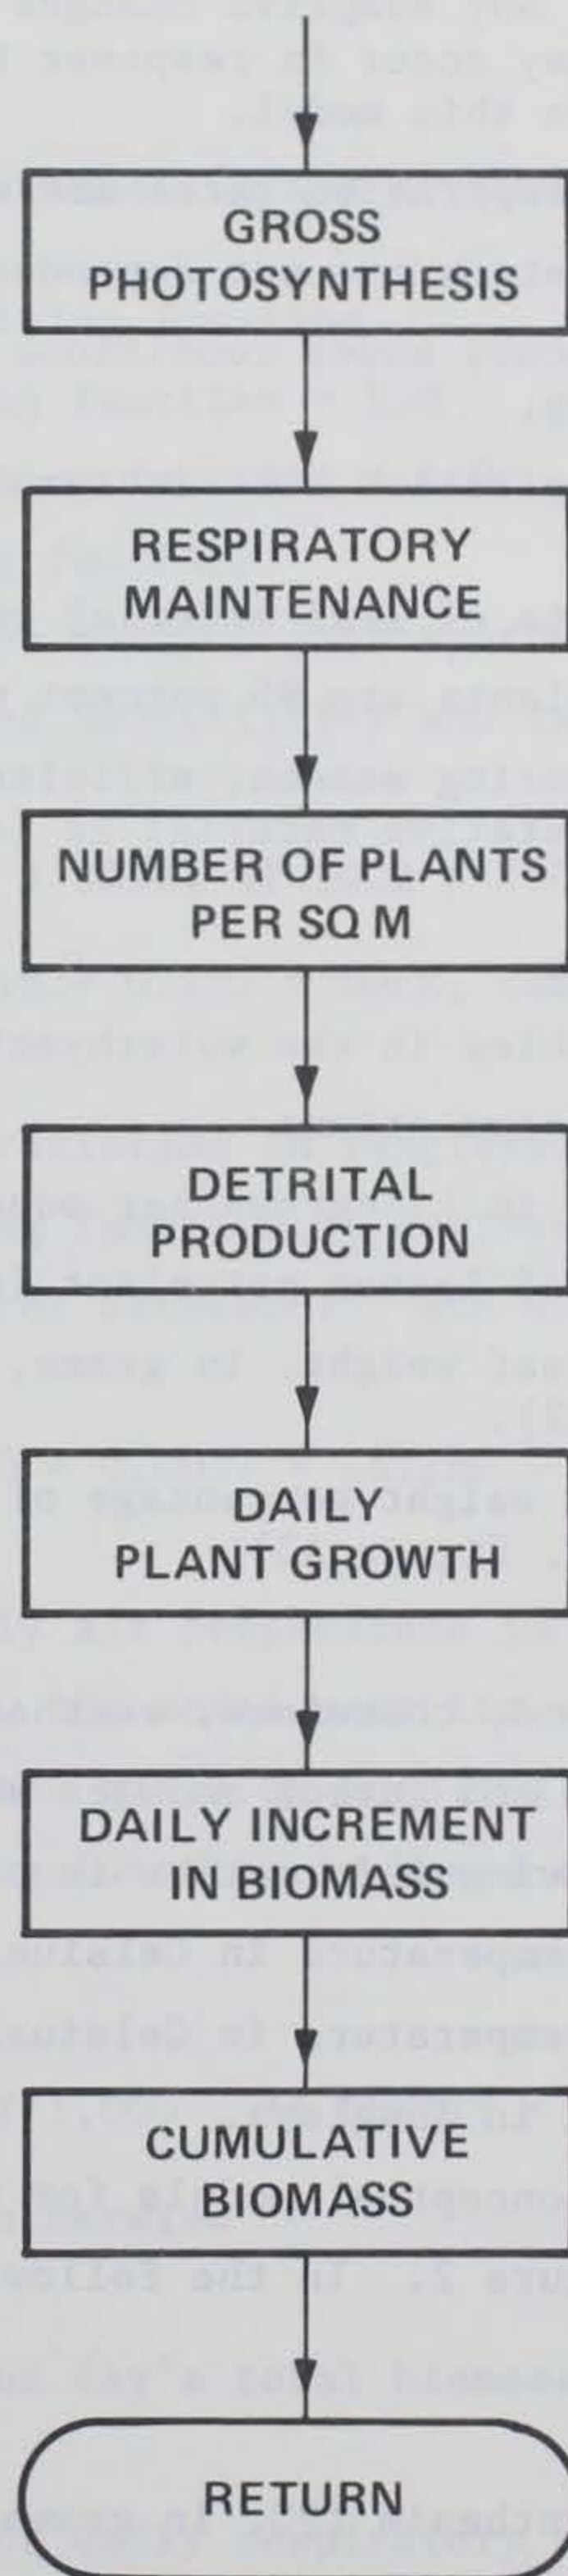 GROSS
PHOTOSYNTHESIS
RESPIRATORY
MAINTENANCE
NUMBER OF PLANTS
PER SQ M
DETRITAL
PRODUCTION
DAILY
PLANT GROWTH
DAILY INCREMENT
IN BIOMASS
CUMULATIVE
BIOMASS
RETURN